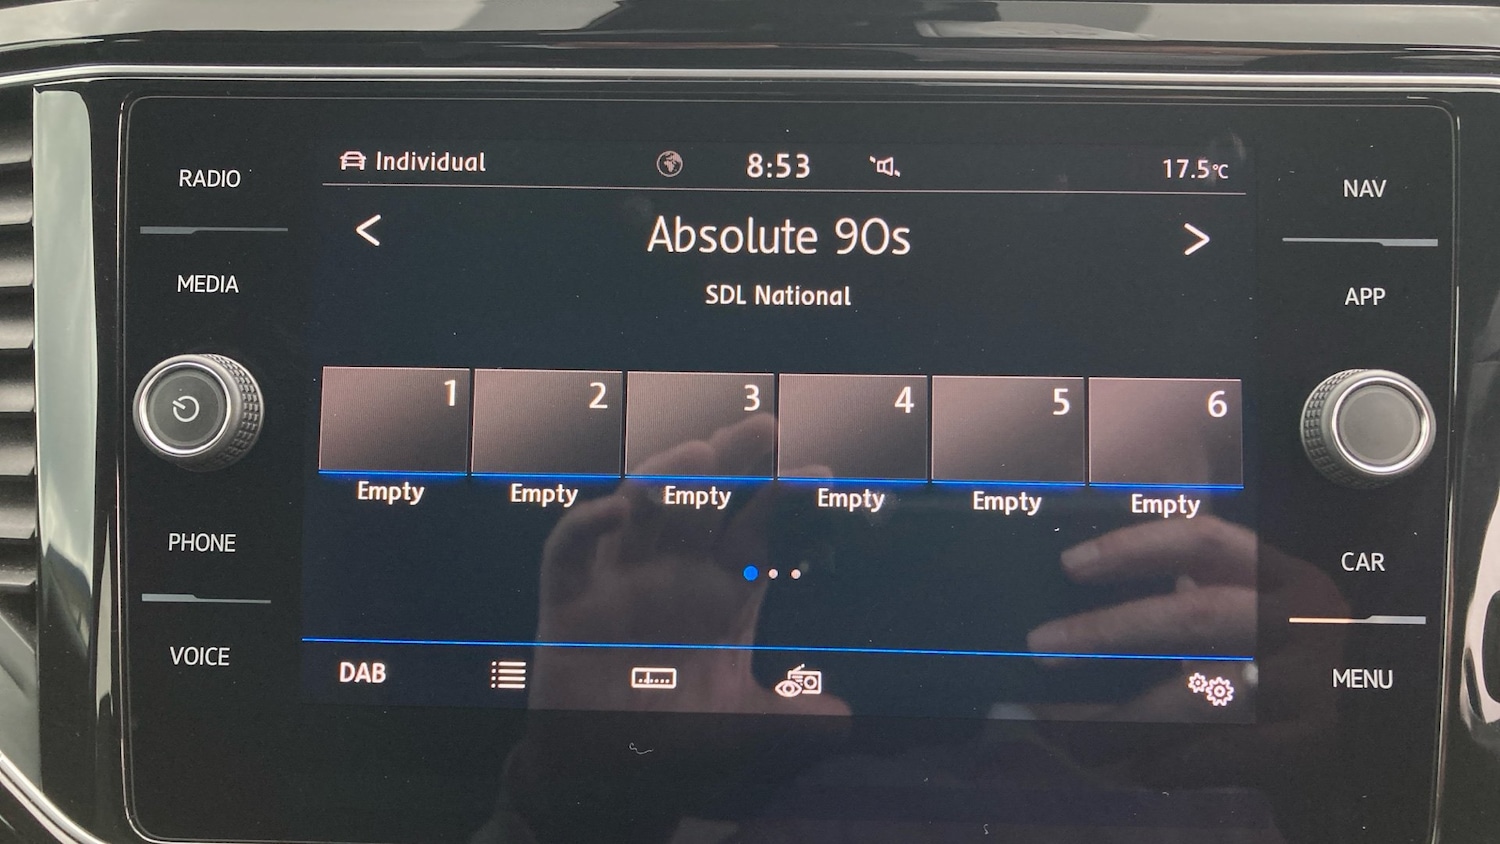 RADIO
MEDIA
PHONE
VOICE
Individual
8:53
17.5°C
< Absolute 90s >
SDL National
1 2 3 4 5 6
Empty Empty Empty Empty Empty Empty
DAB
NAV
APP
CAR
MENU